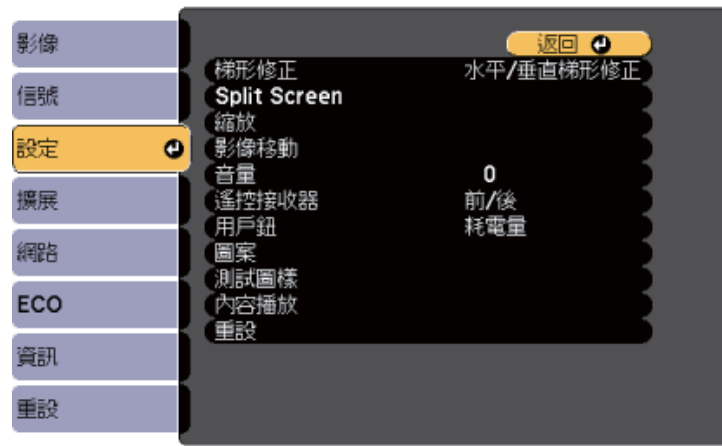 影像
信號
設定
擴展
網路
ECO
資訊
重設
返回
梯形修正 水平/垂直梯形修正
Split Screen
縮放
影像移動
音量 0
遙控接收器 前/後
用戶鈕 耗電量
圖案
測試圖樣
內容播放
重設